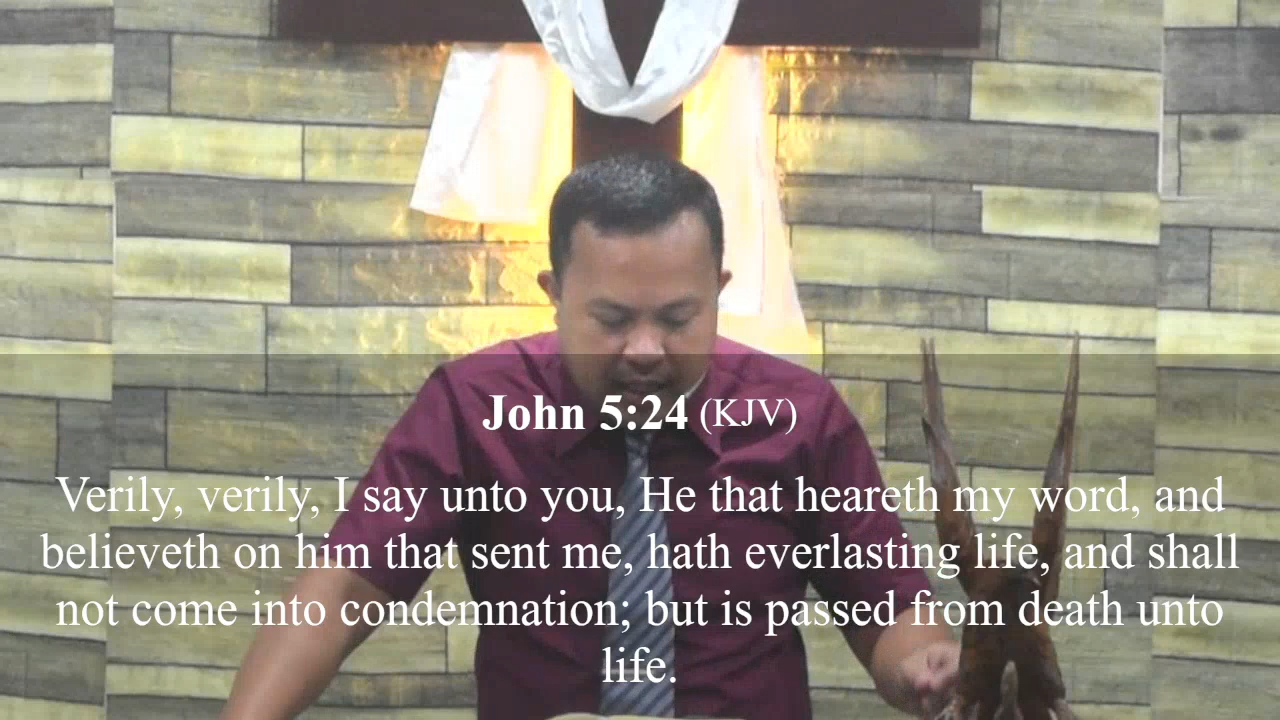 John 5:24 (KJV)
Verily, verily, I say unto you, He that heareth my word, and
believeth on him that sent me, hath everlasting life, and shall
not come into condemnation; but is passed from death unto
life.